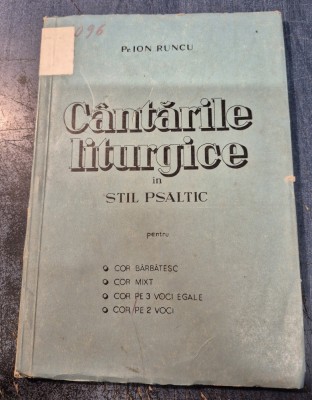 096
Pr ION RUNCU
Cântările
liturgice
în
STIL PSALTIC
pentru
COR BĂRBĂTESC
COR MIXT
COR PE 3 VOCI EGALE
COR PE 2 VOCI